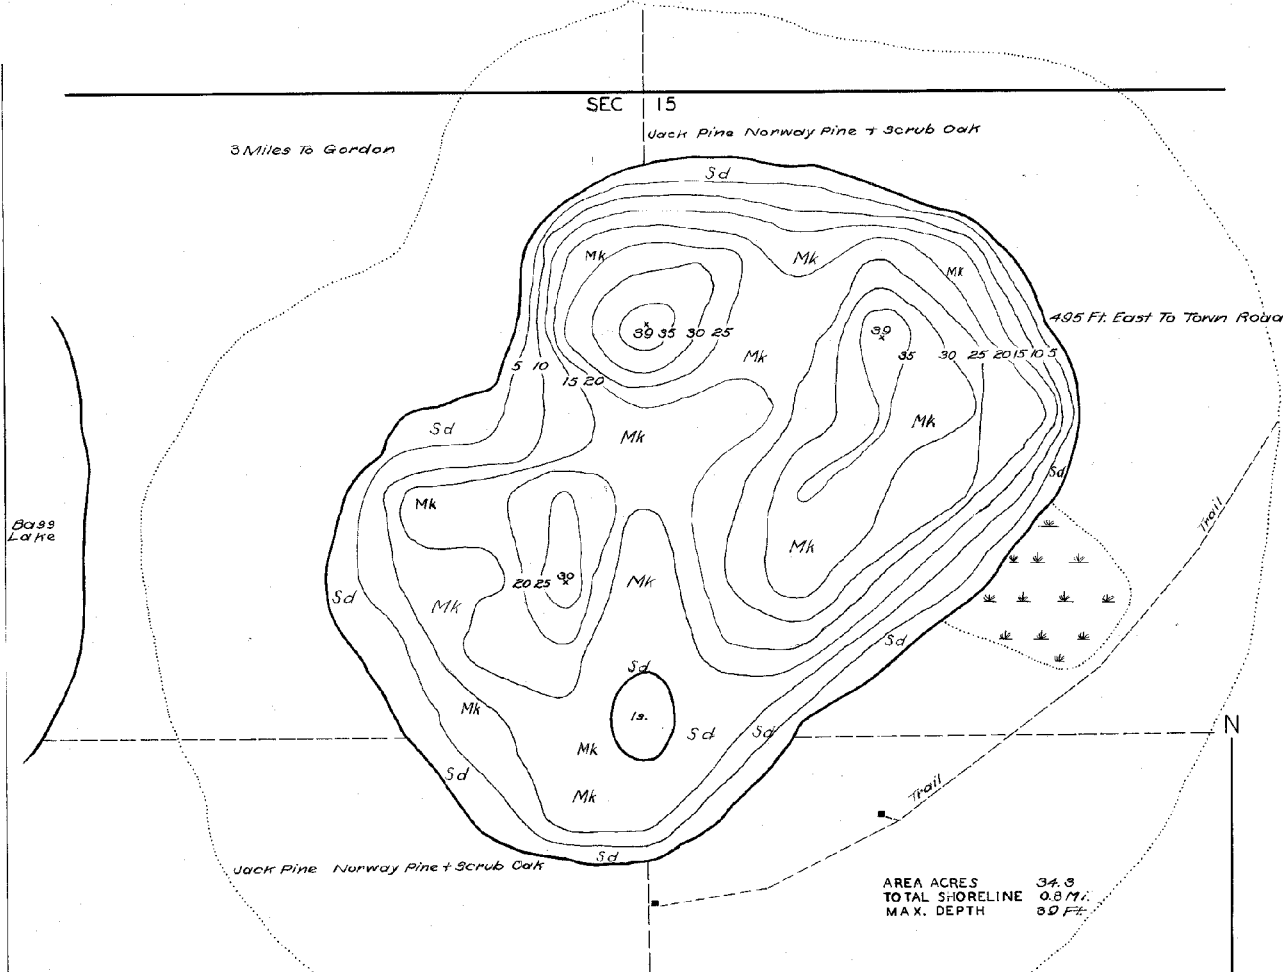 SEC 15
Jack Pine Norway Pine + Scrub Oak
3 Miles To Gordon
Sd
Mk
Mk
Mk
495 Ft. East To Town Road
39 35 30 25
39
Mk
35 30 25 20 15 10 5
5 10
15 20
Sd
Mk
Mk
Sd
Mk
Bass
Lake
Trail
Mk
20 25 30
Mk
Mk
Sd
Sd
Sd
Is.
Mk
Sd
Sd
N
Mk
Sd
Mk
Trail
Sd
Jack Pine Norway Pine + Scrub Oak
AREA ACRES 34.3
TOTAL SHORELINE 0.8 Mi.
MAX. DEPTH 39 Ft.